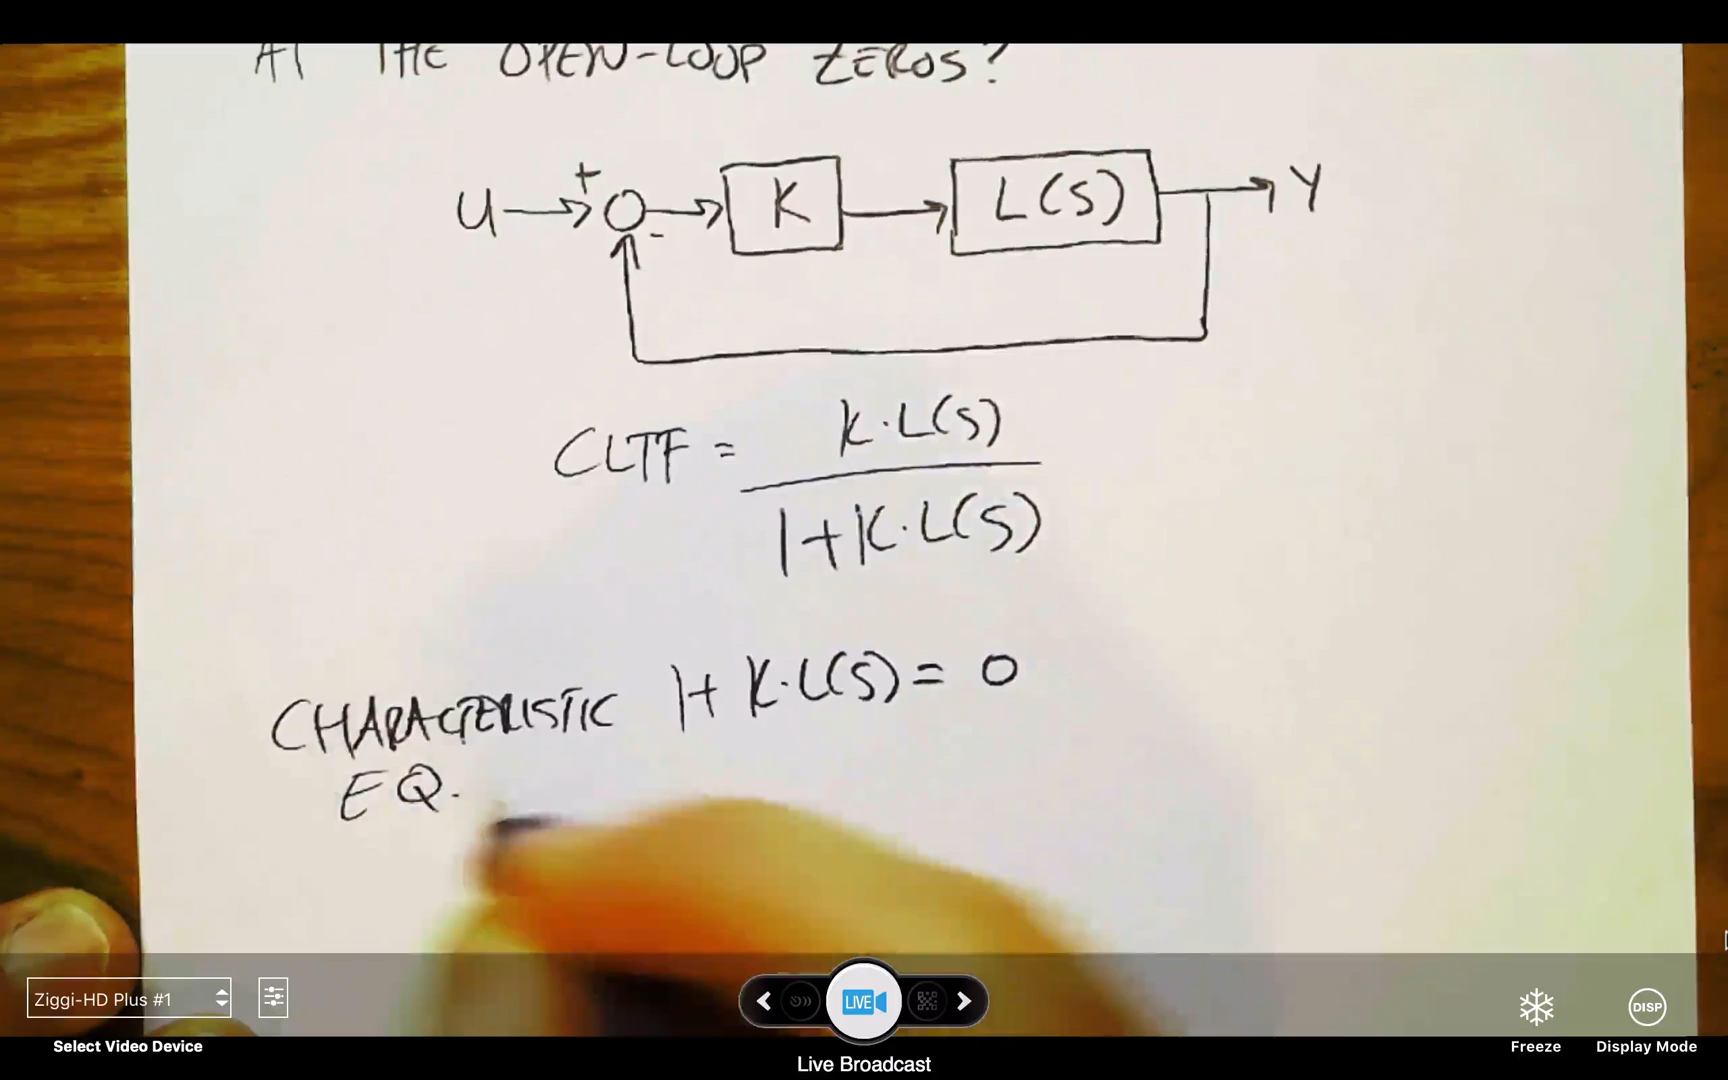 AT THE OPEN-LOOP ZEROS?
U + - K L(S) Y
CLTF = K·L(S)
1+K·L(S)
CHARACTERISTIC 1+ K·L(S) = 0
EQ.
Ziggi-HD Plus #1
LIVE
DISP
Select Video Device
Live Broadcast
Freeze
Display Mode